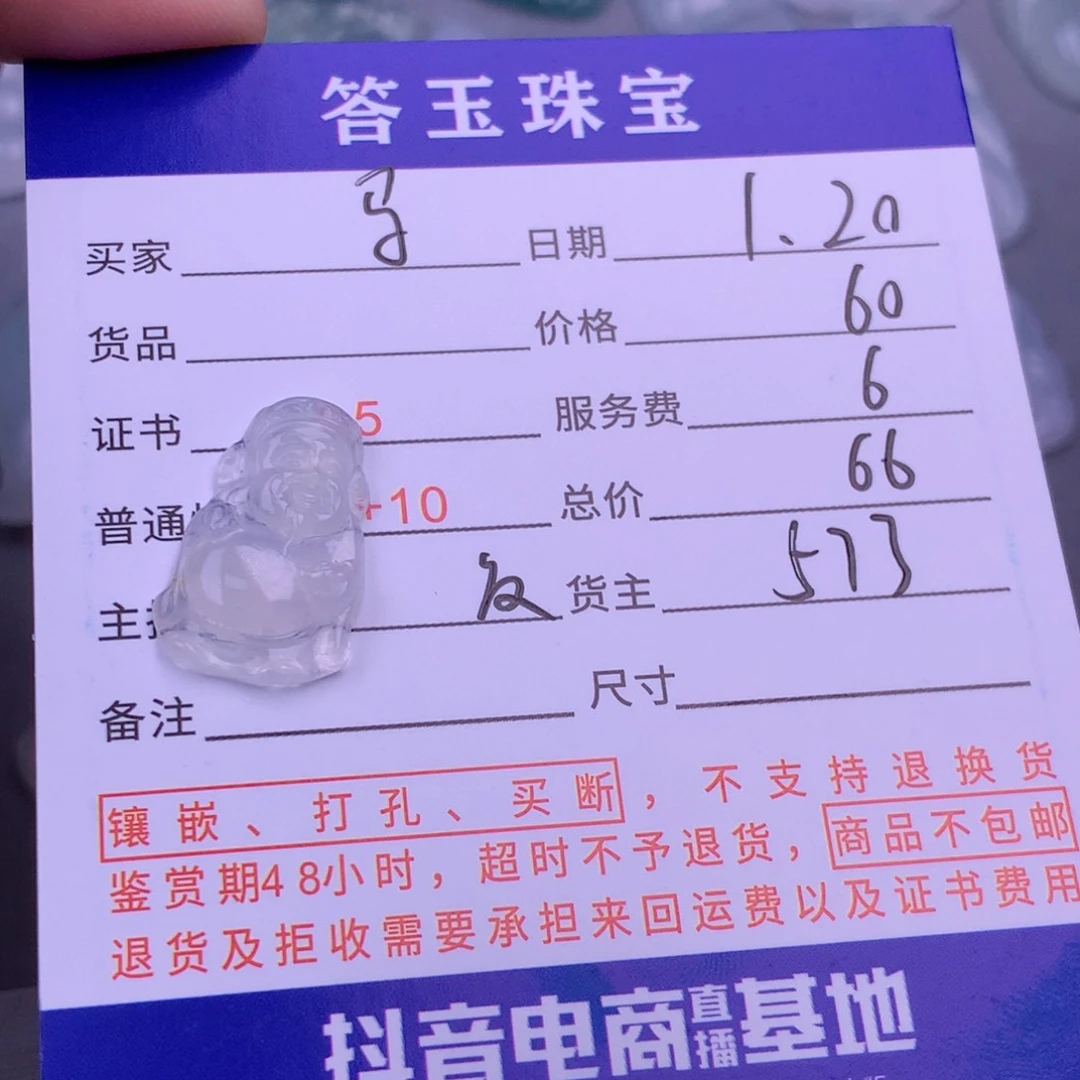 答玉珠宝
买家 马 日期 1.20
货品 价格 60
证书 5 服务费 6
普通 +10 总价 66
主 货主 573
备注 尺寸
镶嵌、打孔、买断，不支持退换货
鉴赏期48小时，超时不予退货，商品不包邮
退货及拒收需要承担来回运费以及证书费用
抖音电商直播基地